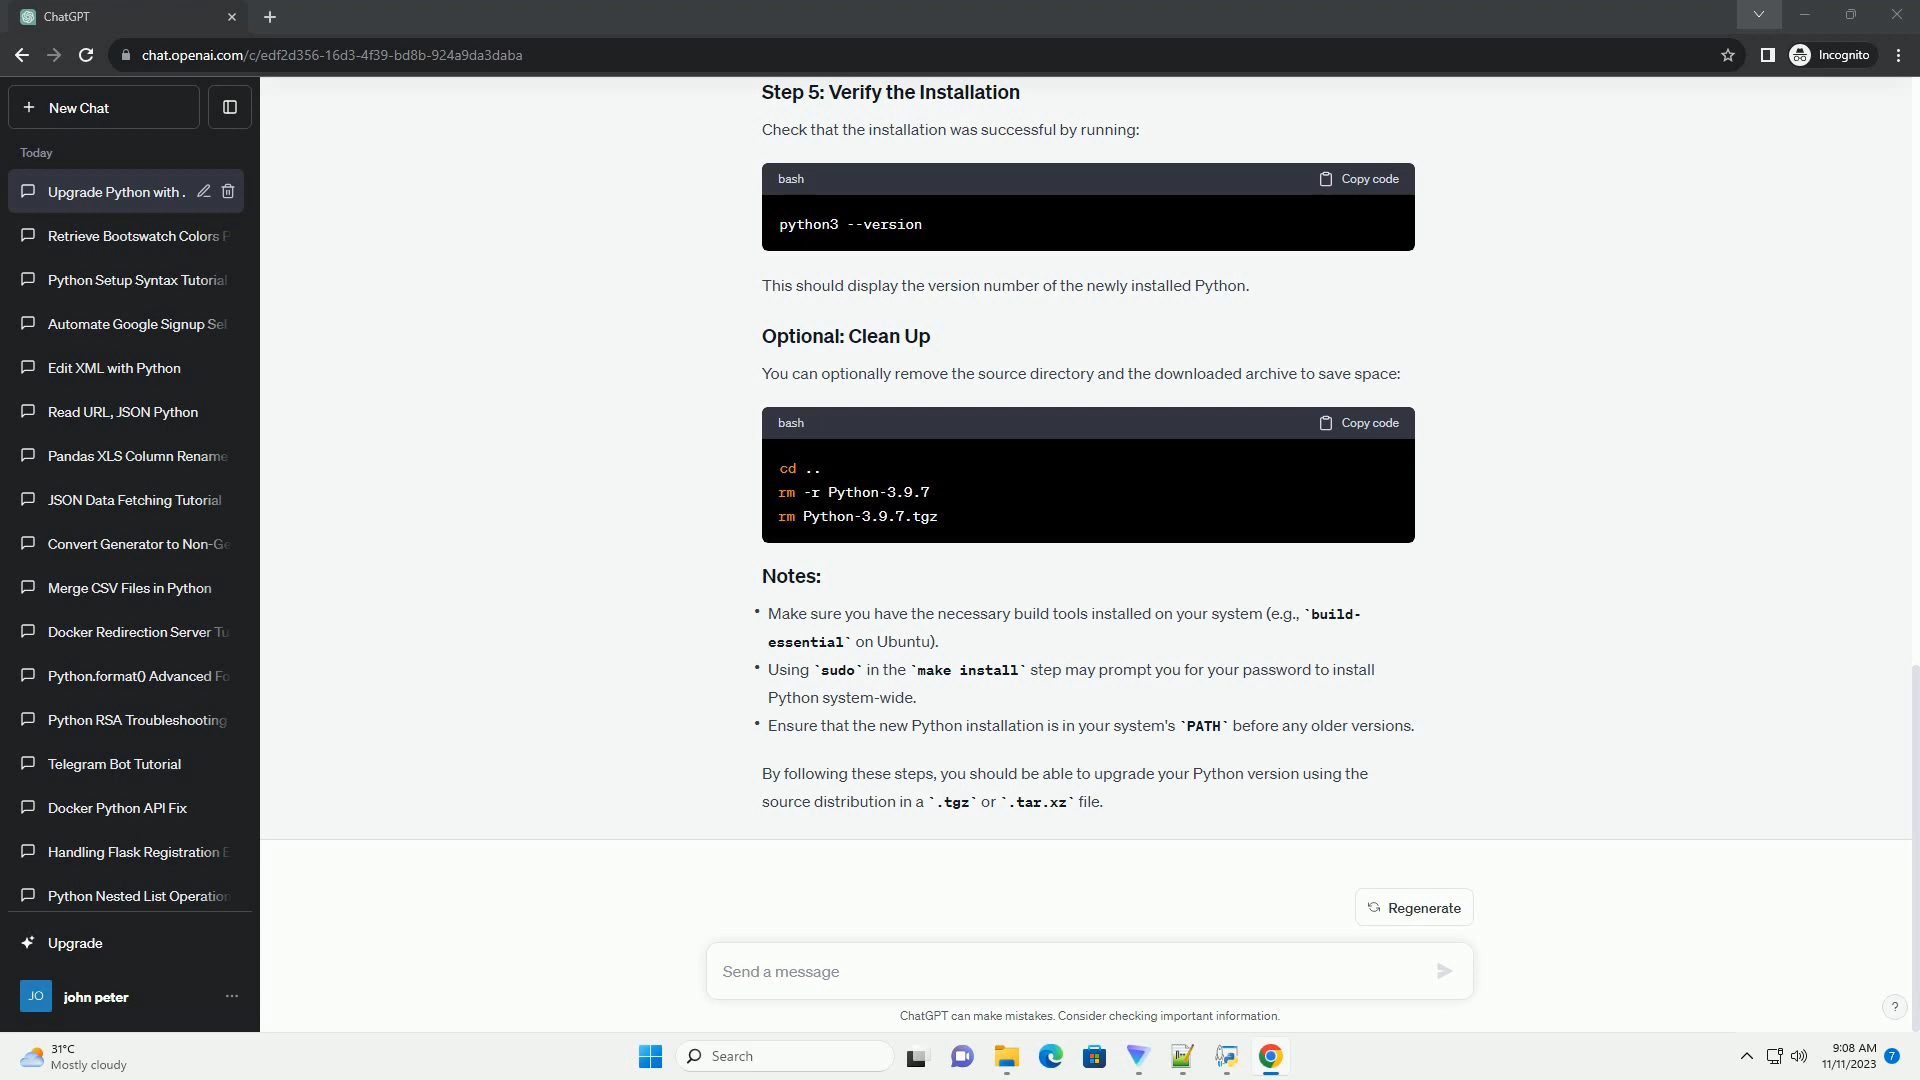 ChatGPT
chat.openai.com/c/edf2d356-16d3-4f39-bd8b-924a9da3daba
Incognito
New Chat
Today
Upgrade Python with .
Retrieve Bootswatch Colors P
Python Setup Syntax Tutorial
Automate Google Signup Sel
Edit XML with Python
Read URL, JSON Python
Pandas XLS Column Rename
JSON Data Fetching Tutorial
Convert Generator to Non-Ge
Merge CSV Files in Python
Docker Redirection Server Tu
Python.format() Advanced Fo
Python RSA Troubleshooting
Telegram Bot Tutorial
Docker Python API Fix
Handling Flask Registration E
Python Nested List Operation
Upgrade
JO john peter
Step 5: Verify the Installation
Check that the installation was successful by running:
bash Copy code
python3 --version
This should display the version number of the newly installed Python.
Optional: Clean Up
You can optionally remove the source directory and the downloaded archive to save space:
bash Copy code
cd ..
rm -r Python-3.9.7
rm Python-3.9.7.tgz
Notes:
• Make sure you have the necessary build tools installed on your system (e.g., `build-
essential` on Ubuntu).
• Using `sudo` in the `make install` step may prompt you for your password to install
Python system-wide.
• Ensure that the new Python installation is in your system's `PATH` before any older versions.
By following these steps, you should be able to upgrade your Python version using the
source distribution in a `.tgz` or `.tar.xz` file.
Regenerate
Send a message
ChatGPT can make mistakes. Consider checking important information.
?
31°C
Mostly cloudy
Search
9:08 AM
11/11/2023
7